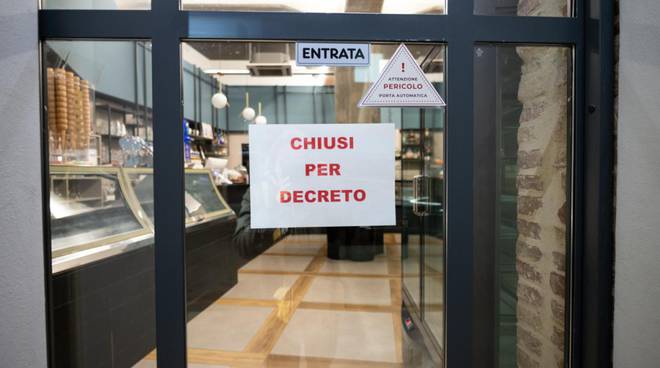 ENTRATA
!
ATTENZIONE
PERICOLO
PORTA AUTOMATICA
CHIUSI
PER
DECRETO